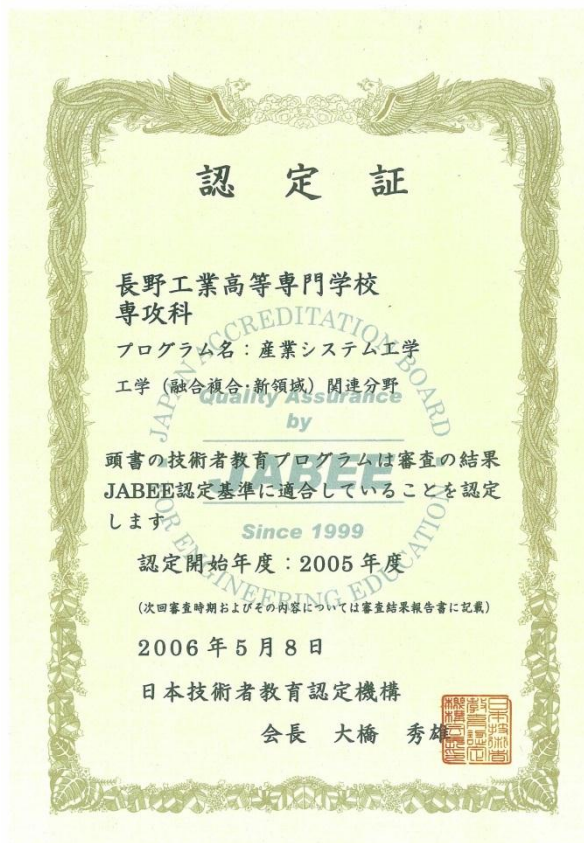 認定証
長野工業高等専門学校
専攻科
プログラム名：産業システム工学
工学（融合複合・新領域）関連分野
頭書の技術者教育プログラムは審査の結果
JABEE認定基準に適合していることを認定
します
認定開始年度：2005年度
(次回審査時期およびその内容については審査結果報告書に記載)
2006年5月8日
日本技術者教育認定機構
会長 大橋 秀雄
JAPAN ACCREDITATION BOARD
Quality Assurance
by
JABEE
Since 1999
FOR ENGINEERING EDUCATION